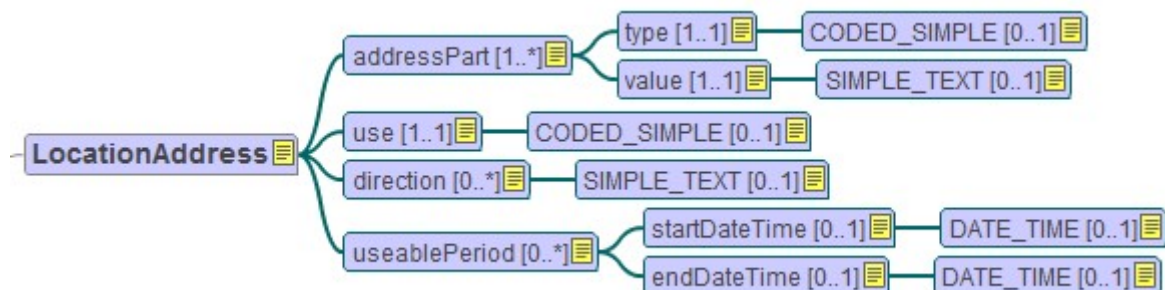 type [1..1]
CODED_SIMPLE [0..1]
addressPart [1..*]
value [1..1]
SIMPLE_TEXT [0..1]
use [1..1]
CODED_SIMPLE [0..1]
LocationAddress
direction [0..*]
SIMPLE_TEXT [0..1]
startDateTime [0..1]
DATE_TIME [0..1]
useablePeriod [0..*]
endDateTime [0..1]
DATE_TIME [0..1]